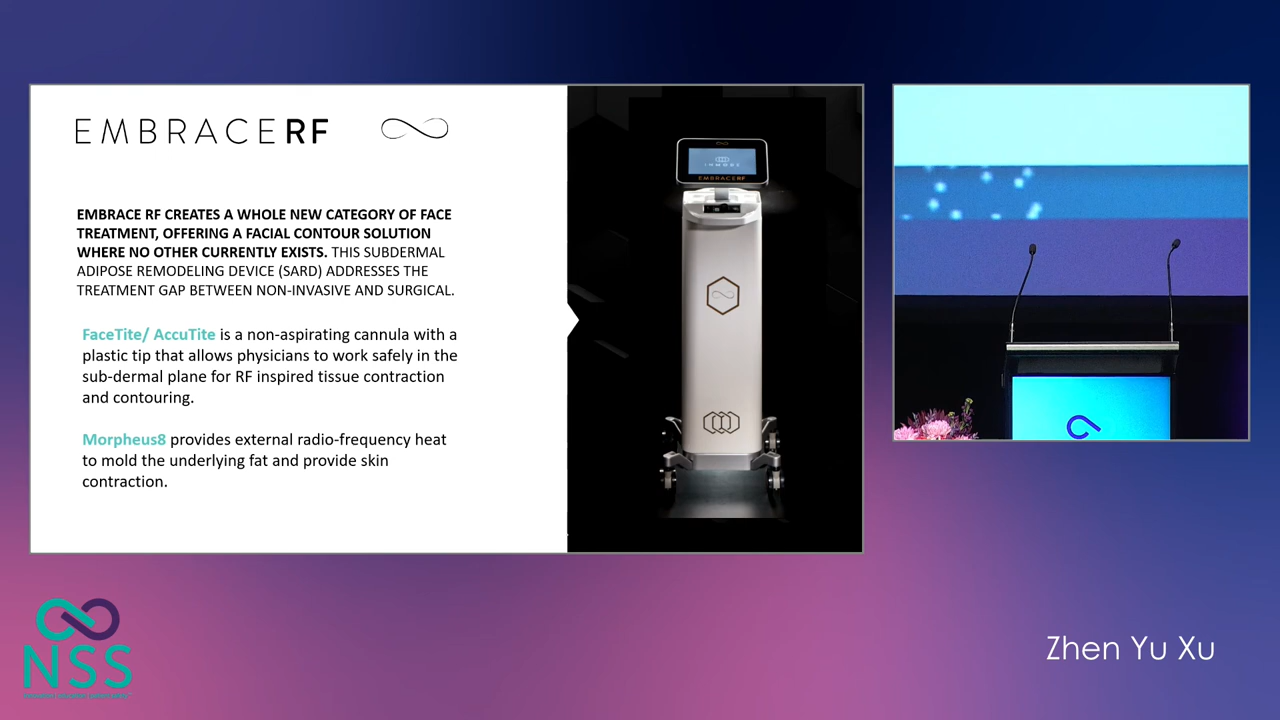 EMBRACERF
INMODE
EMBRACERF
EMBRACE RF CREATES A WHOLE NEW CATEGORY OF FACE
TREATMENT, OFFERING A FACIAL CONTOUR SOLUTION
WHERE NO OTHER CURRENTLY EXISTS. THIS SUBDERMAL
ADIPOSE REMODELING DEVICE (SARD) ADDRESSES THE
TREATMENT GAP BETWEEN NON-INVASIVE AND SURGICAL.
FaceTite/ AccuTite is a non-aspirating cannula with a
plastic tip that allows physicians to work safely in the
sub-dermal plane for RF inspired tissue contraction
and contouring.
Morpheus8 provides external radio-frequency heat
to mold the underlying fat and provide skin
contraction.
NSS
Zhen Yu Xu